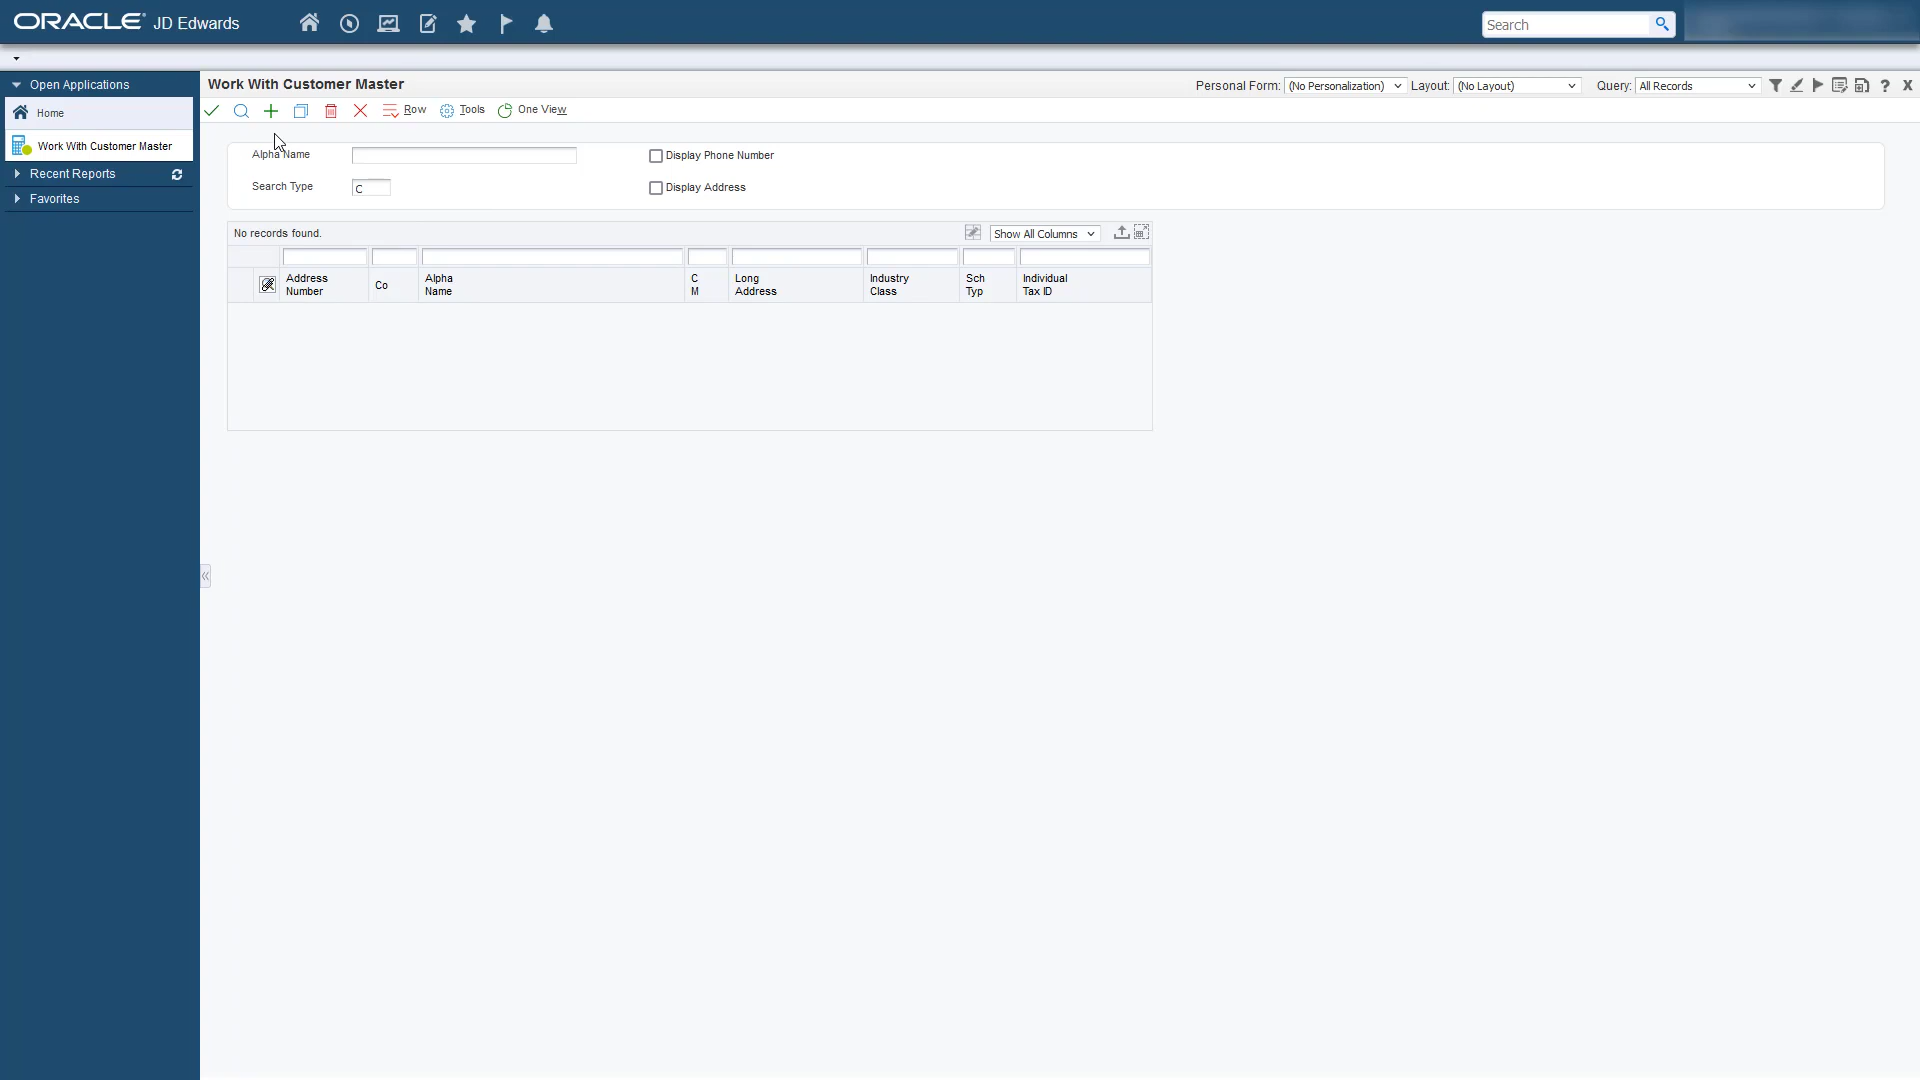 ORACLE JD Edwards
Search
Open Applications
Home
Work With Customer Master
Recent Reports
Favorites
Work With Customer Master
Personal Form: (No Personalization) Layout: (No Layout) Query: All Records
Row Tools One View
Alpha Name
Display Phone Number
Search Type C
Display Address
No records found.
Show All Columns
Address Number
Co
Alpha Name
C M
Long Address
Industry Class
Sch Typ
Individual Tax ID